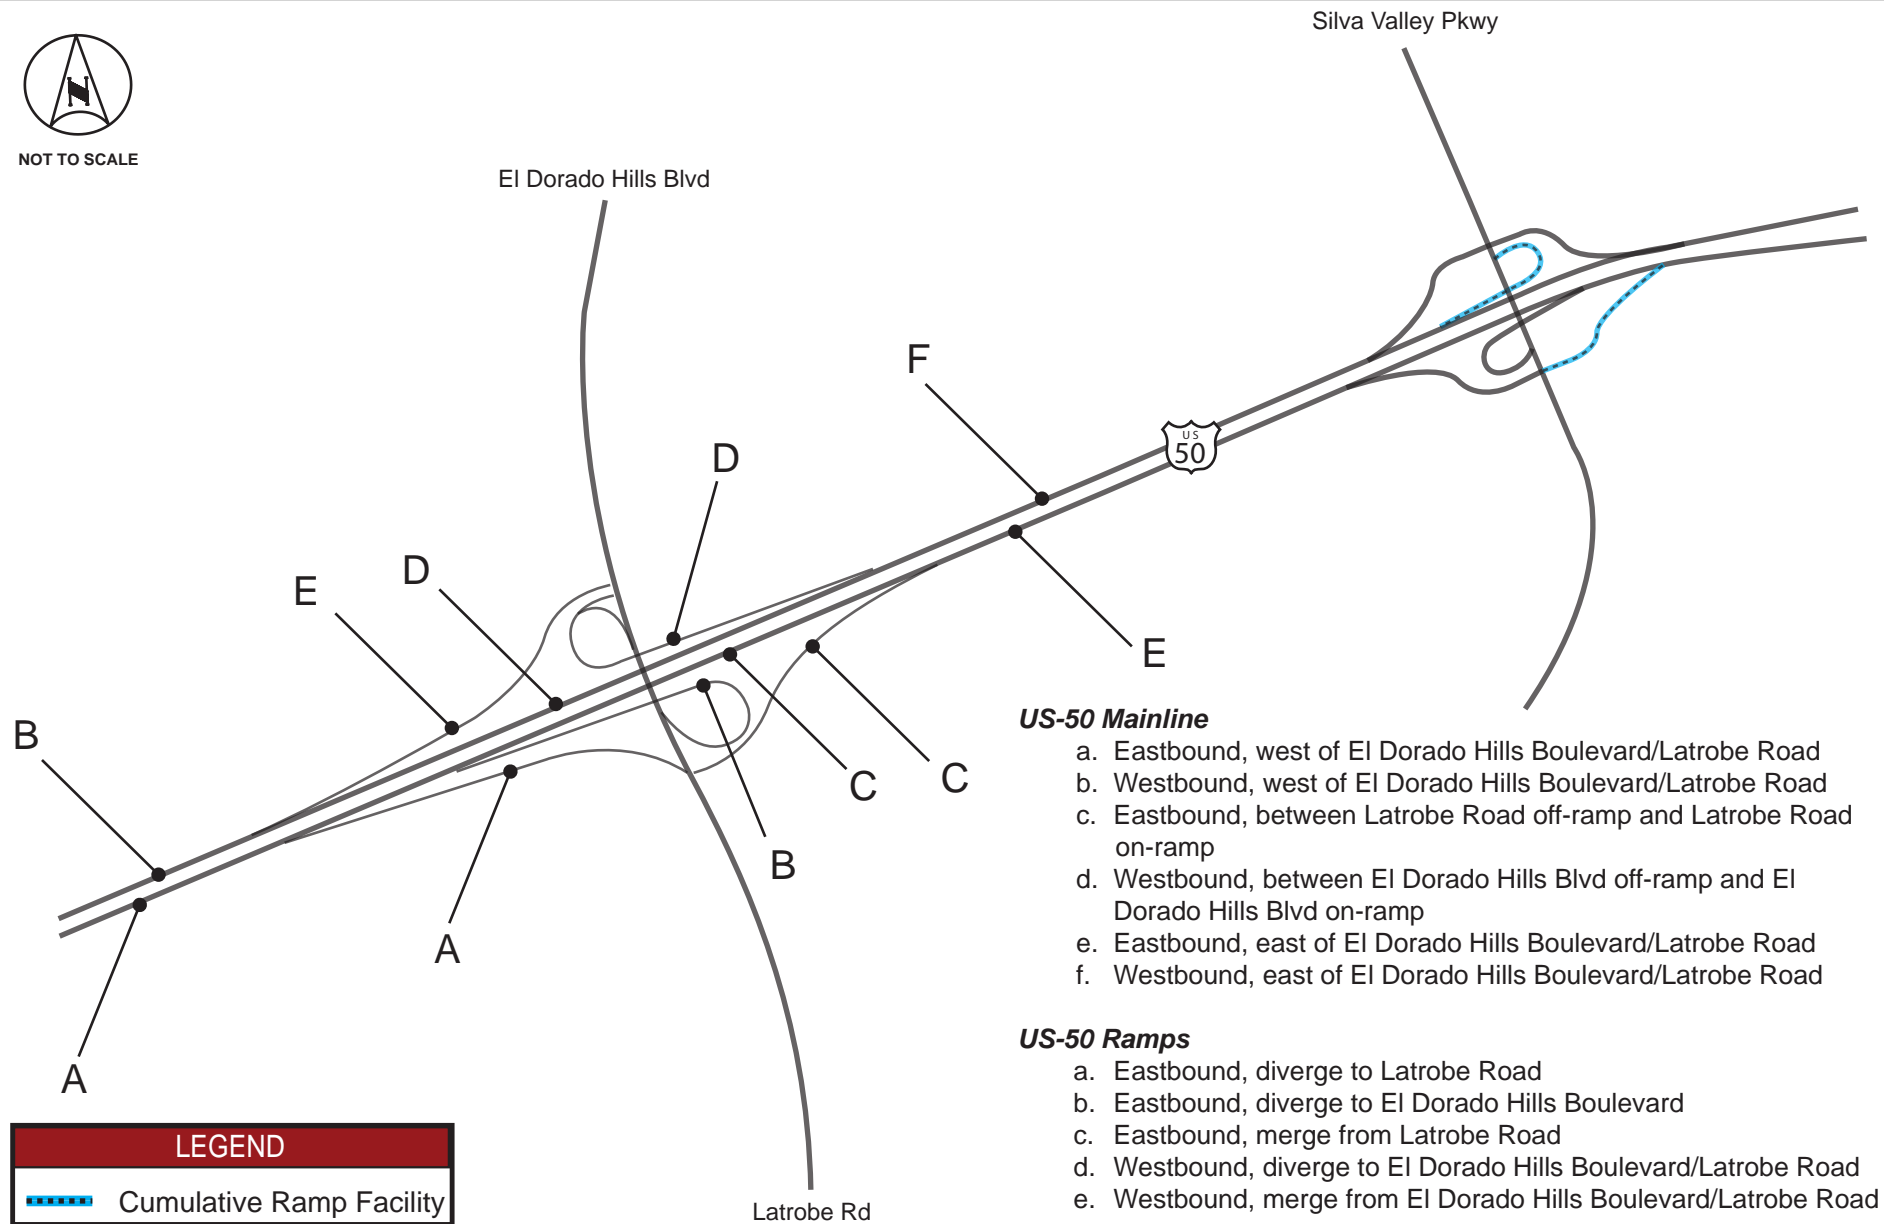 Silva Valley Pkwy
N
NOT TO SCALE
El Dorado Hills Blvd
F
US
50
D
D
E
E
B
C
C
B
A
A
US-50 Mainline
a. Eastbound, west of El Dorado Hills Boulevard/Latrobe Road
b. Westbound, west of El Dorado Hills Boulevard/Latrobe Road
c. Eastbound, between Latrobe Road off-ramp and Latrobe Road
on-ramp
d. Westbound, between El Dorado Hills Blvd off-ramp and El
Dorado Hills Blvd on-ramp
e. Eastbound, east of El Dorado Hills Boulevard/Latrobe Road
f. Westbound, east of El Dorado Hills Boulevard/Latrobe Road
US-50 Ramps
a. Eastbound, diverge to Latrobe Road
b. Eastbound, diverge to El Dorado Hills Boulevard
c. Eastbound, merge from Latrobe Road
d. Westbound, diverge to El Dorado Hills Boulevard/Latrobe Road
e. Westbound, merge from El Dorado Hills Boulevard/Latrobe Road
LEGEND
Cumulative Ramp Facility
Latrobe Rd